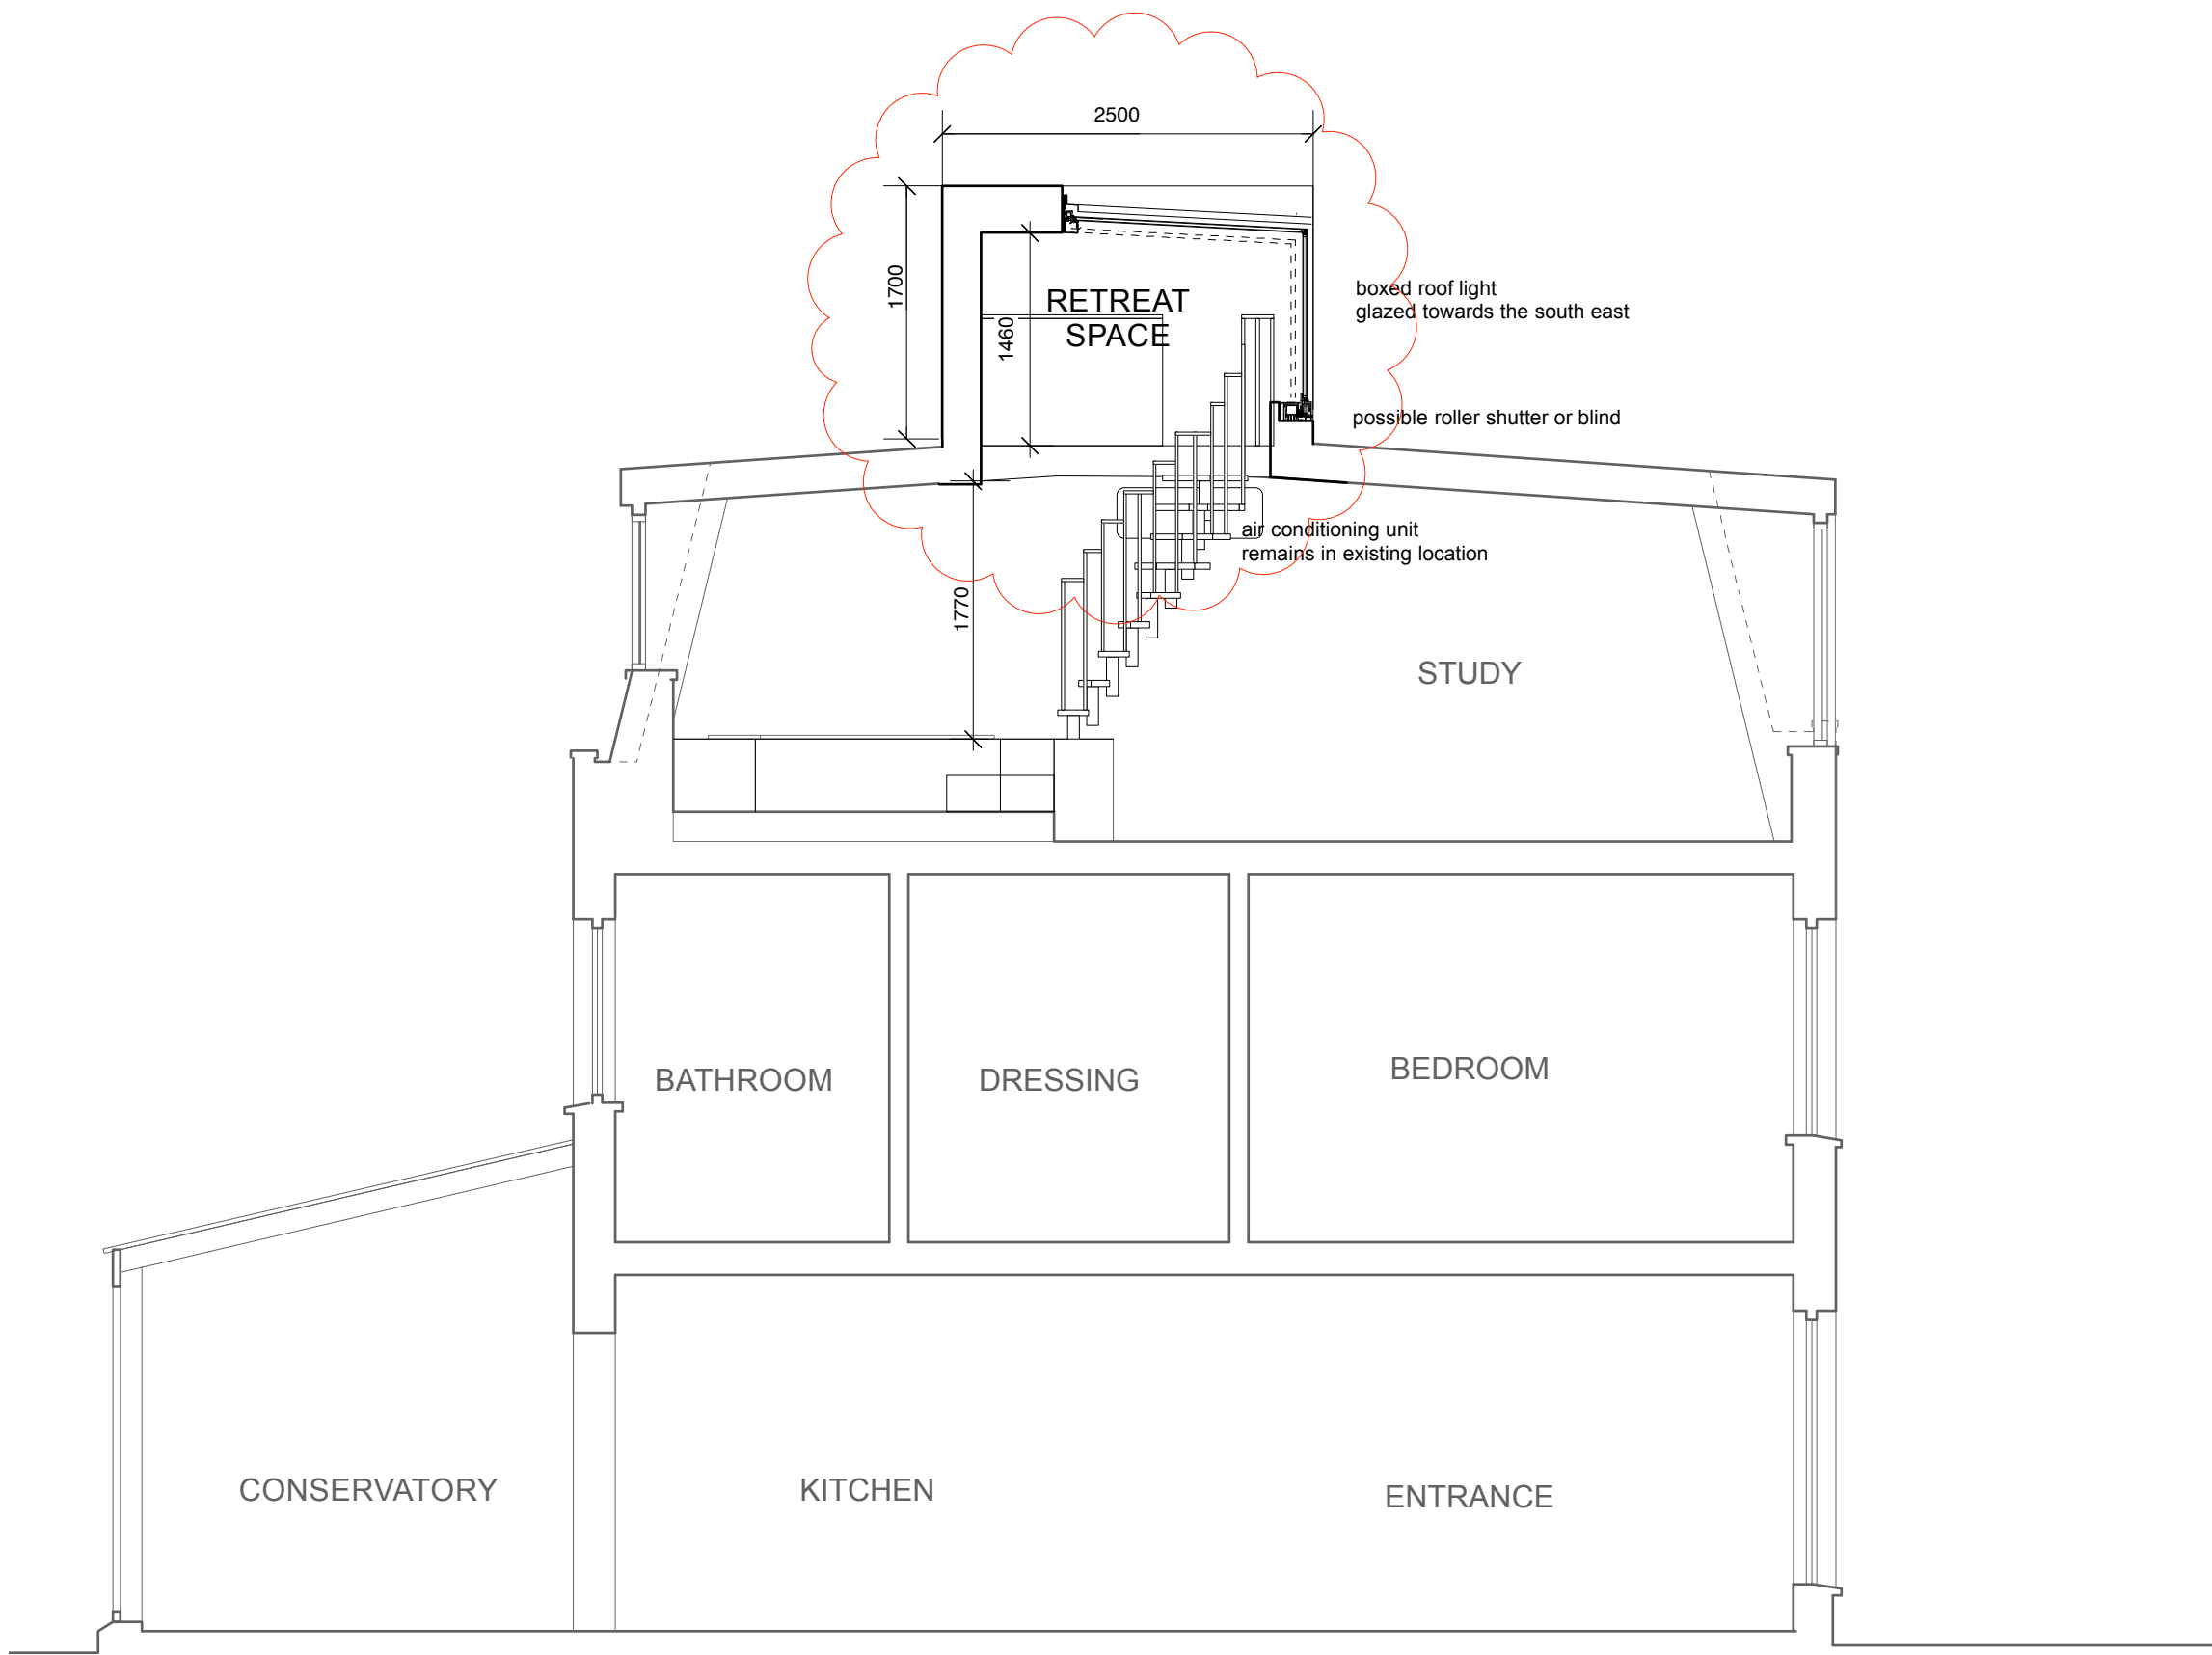 2500
1700
RETREAT
SPACE
1460
boxed roof light
glazed towards the south east
possible roller shutter or blind
air conditioning unit
remains in existing location
1770
STUDY
BATHROOM
DRESSING
BEDROOM
CONSERVATORY
KITCHEN
ENTRANCE